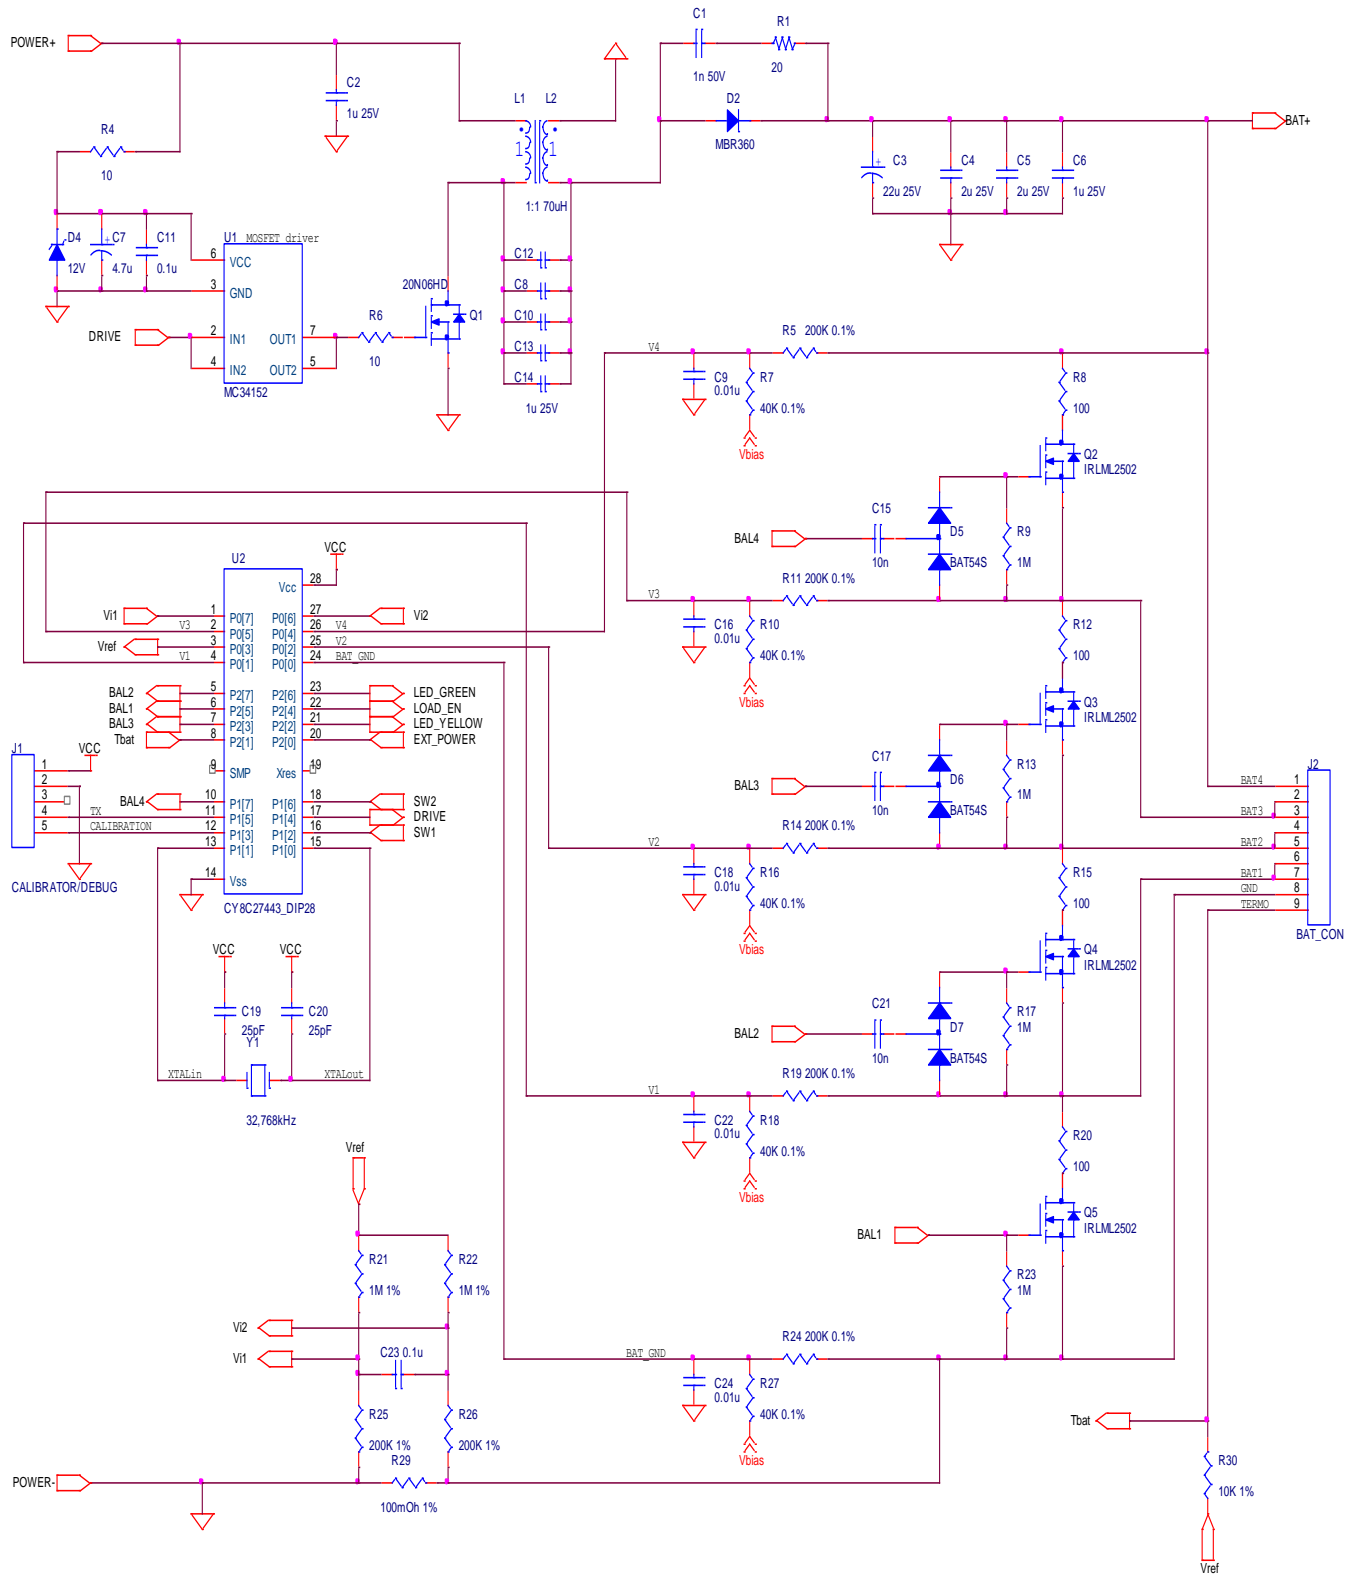 POWER+
C1
R1
1n 50V
20
C2
1u 25V
L1
L2
D2
MBR360
BAT+
R4
10
1
1
1:1 70uH
C3
22u 25V
C4
2u 25V
C5
2u 25V
C6
1u 25V
D4
12V
C7
4.7u
C11
0.1u
U1
MOSFET driver
6
VCC
3
GND
2
IN1
4
IN2
OUT1
7
OUT2
5
MC34152
DRIVE
R6
10
20N06HD
Q1
C12
C8
C10
C13
C14
1u 25V
V4
R5 200K 0.1%
C9
0.01u
R7
40K 0.1%
Vbias
R8
100
Q2
IRLML2502
C15
BAL4
10n
D5
BAT54S
R9
1M
R11 200K 0.1%
V3
C16
0.01u
R10
40K 0.1%
Vbias
R12
100
Q3
IRLML2502
C17
BAL3
10n
D6
BAT54S
R13
1M
R14 200K 0.1%
V2
C18
0.01u
R16
40K 0.1%
Vbias
R15
100
Q4
IRLML2502
C21
BAL2
10n
D7
BAT54S
R17
1M
R19 200K 0.1%
V1
C22
0.01u
R18
40K 0.1%
Vbias
R20
100
Q5
IRLML2502
BAL1
R23
1M
R24 200K 0.1%
BAT_GND
C24
0.01u
R27
40K 0.1%
Vbias
U2
VCC
Vcc
28
Vi1
1
P0[7]
P0[6]
27
Vi2
V3
2
P0[5]
P0[4]
26
V4
Vref
3
P0[3]
P0[2]
25
V2
V1
4
P0[1]
P0[0]
24
BAT_GND
BAL2
5
P2[7]
P2[6]
23
LED_GREEN
BAL1
6
P2[5]
P2[4]
22
LOAD_EN
BAL3
7
P2[3]
P2[2]
21
LED_YELLOW
Tbat
8
P2[1]
P2[0]
20
EXT_POWER
9
SMP
Xres
19
BAL4
10
P1[7]
P1[6]
18
SW2
TX
11
P1[5]
P1[4]
17
DRIVE
CALIBRATION
12
P1[3]
P1[2]
16
SW1
13
P1[1]
P1[0]
15
14
Vss
CY8C27443_DIP28
J1
VCC
1
2
3
4
5
CALIBRATOR/DEBUG
VCC
VCC
C19
25pF
C20
25pF
Y1
XTALin
XTALout
32,768kHz
J2
BAT4
1
2
BAT3
3
4
BAT2
5
6
BAT1
7
GND
8
TERMO
9
BAT_CON
Vref
R21
1M 1%
R22
1M 1%
Vi2
Vi1
C23 0.1u
R25
200K 1%
R26
200K 1%
R29
100mOh 1%
POWER-
Tbat
R30
10K 1%
Vref